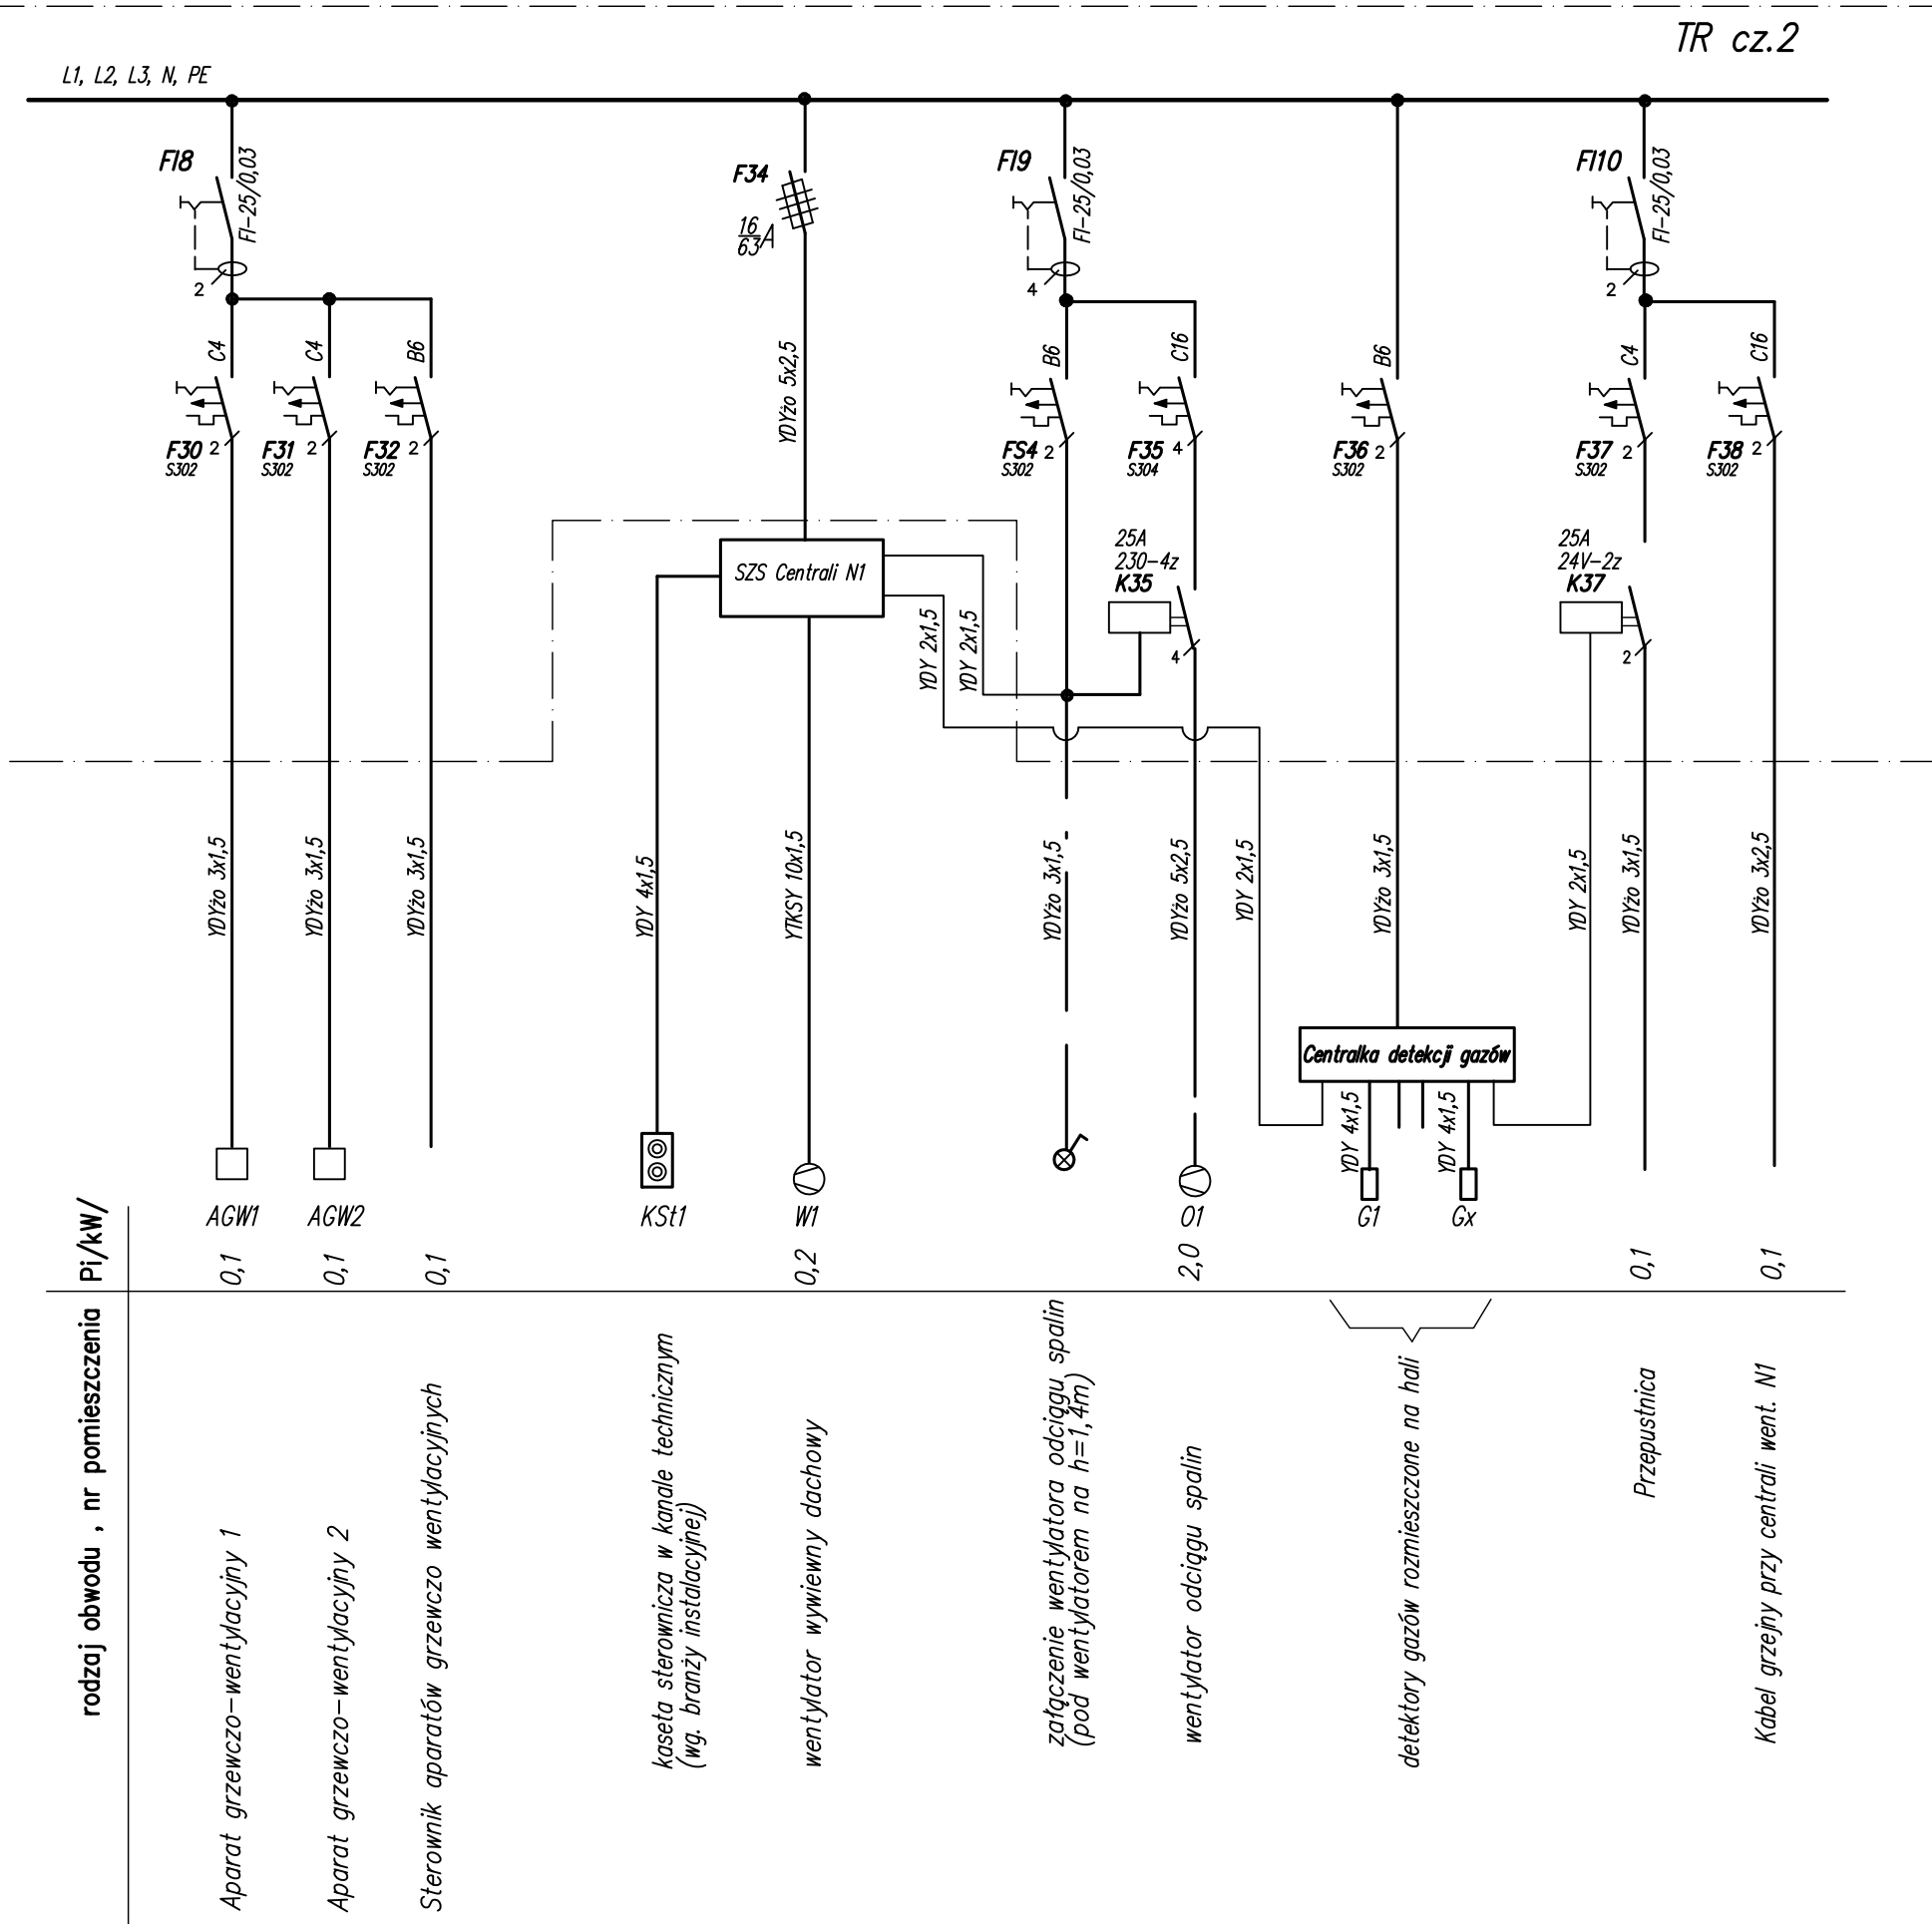 TR cz.2
L1, L2, L3, N, PE
FI8
FI-25/0,03
2
F34
16
63
A
FI9
FI-25/0,03
4
FI10
FI-25/0,03
2
C4
F30 2
S302
C4
F31 2
S302
B6
F32 2
S302
YDYżo 5x2,5
B6
FS4 2
S302
C16
F35 4
S304
B6
F36 2
S302
C4
F37 2
S302
C16
F38 2
S302
SZS Centrali N1
YDY 2x1,5
YDY 2x1,5
25A
230-4z
K35
4
25A
24V-2z
K37
2
YDYżo 3x1,5
YDYżo 3x1,5
YDYżo 3x1,5
YDY 4x1,5
YTKSY 10x1,5
YDYżo 3x1,5
YDYżo 5x2,5
YDY 2x1,5
YDYżo 3x1,5
YDY 2x1,5
YDYżo 3x1,5
YDYżo 3x2,5
Centralka detekcji gazów
YDY 4x1,5
YDY 4x1,5
AGW1
AGW2
KSt1
W1
O1
G1
Gx
Pi/kW/
0,1
0,1
0,1
0,2
2,0
0,1
0,1
rodzaj obwodu , nr pomieszczenia
Aparat grzewczo-wentylacyjny 1
Aparat grzewczo-wentylacyjny 2
Sterownik aparatów grzewczo wentylacyjnych
kaseta sterownicza w kanale technicznym
(wg. branży instalacyjnej)
wentylator wywiewny dachowy
załączenie wentylatora odciągu spalin
(pod wentylatorem na h=1,4m)
wentylator odciągu spalin
detektory gazów rozmieszczone na hali
Przepustnica
Kabel grzejny przy centrali went. N1